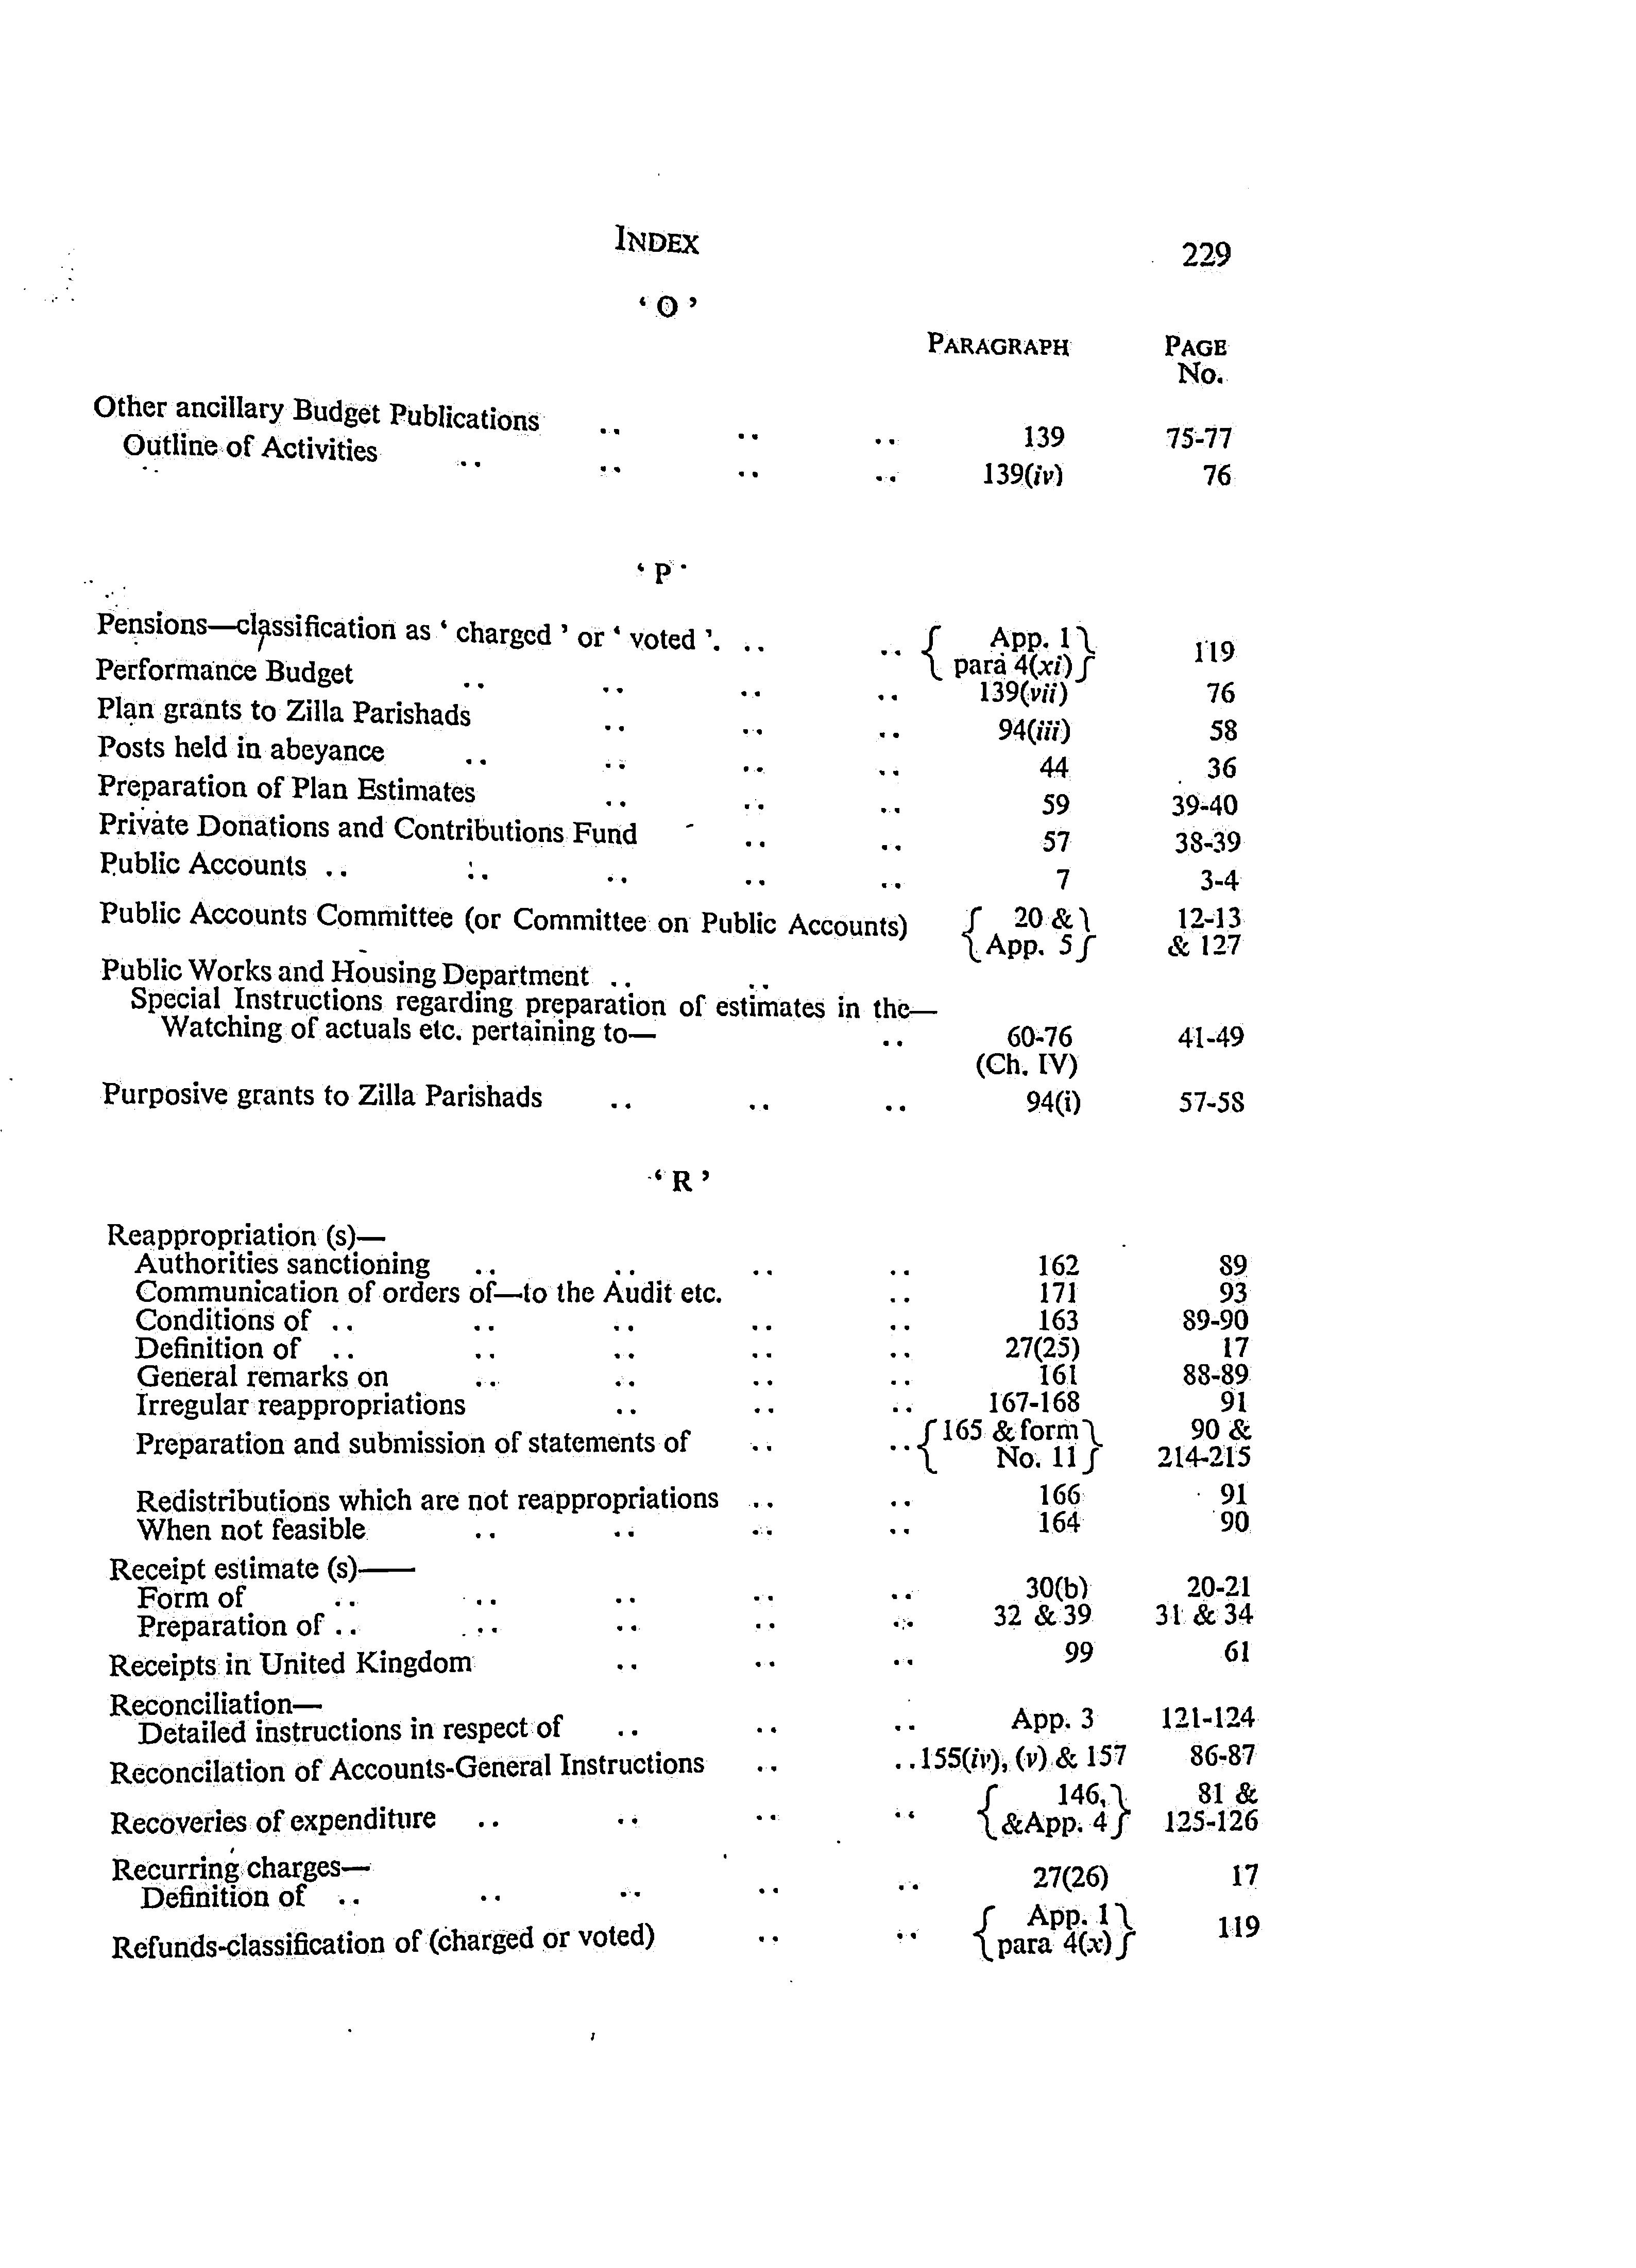 INDEX 229
‘ O ’
PARAGRAPH PAGE
No.
Other ancillary Budget Publications .. .. .. 139 75-77
Outline of Activities .. .. .. .. 139(iv) 76
‘ P ’
Pensions—classification as ‘ charged ’ or ‘ voted ’. .. .. { App. 1 } 119
{ para 4(xi) }
Performance Budget .. .. .. .. 139(vii) 76
Plan grants to Zilla Parishads .. .. .. 94(iii) 58
Posts held in abeyance .. .. .. .. 44 36
Preparation of Plan Estimates .. .. .. 59 39-40
Private Donations and Contributions Fund .. .. 57 38-39
Public Accounts .. .. .. .. .. 7 3-4
Public Accounts Committee (or Committee on Public Accounts) { 20 & } 12-13
{ App. 5 } & 127
Public Works and Housing Department .. ..
Special Instructions regarding preparation of estimates in the—
Watching of actuals etc. pertaining to— .. 60-76 41-49
(Ch. IV)
Purposive grants to Zilla Parishads .. .. .. 94(i) 57-58
‘ R ’
Reappropriation (s)—
Authorities sanctioning .. .. .. .. 162 89
Communication of orders of—to the Audit etc. .. 171 93
Conditions of .. .. .. .. .. 163 89-90
Definition of .. .. .. .. .. 27(25) 17
General remarks on .. .. .. .. 161 88-89
Irregular reappropriations .. .. .. 167-168 91
Preparation and submission of statements of .. .. { 165 & form } 90 &
{ No. 11 } 214-215
Redistributions which are not reappropriations .. .. 166 91
When not feasible .. .. .. .. 164 90
Receipt estimate (s)——
Form of .. .. .. .. .. 30(b) 20-21
Preparation of .. .. .. .. .. 32 & 39 31 & 34
Receipts in United Kingdom .. .. .. 99 61
Reconciliation—
Detailed instructions in respect of .. .. .. App. 3 121-124
Reconcilation of Accounts-General Instructions .. ..155(iv), (v) & 157 86-87
Recoveries of expenditure .. .. .. .. { 146, } 81 &
{ &App. 4 } 125-126
Recurring charges—
Definition of .. .. .. .. .. 27(26) 17
Refunds-classification of (charged or voted) .. .. { App. 1 } 119
{ para 4(x) }